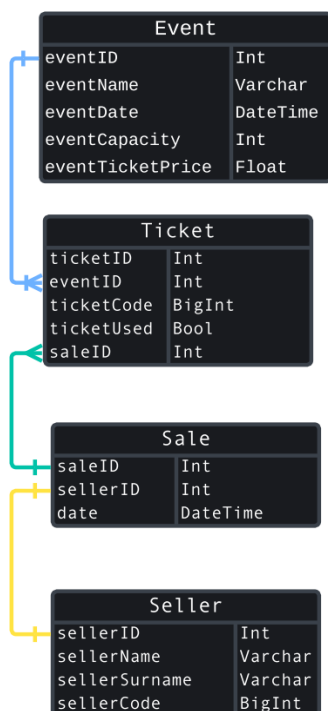 Event
eventID Int
eventName Varchar
eventDate DateTime
eventCapacity Int
eventTicketPrice Float
Ticket
ticketID Int
eventID Int
ticketCode BigInt
ticketUsed Bool
saleID Int
Sale
saleID Int
sellerID Int
date DateTime
Seller
sellerID Int
sellerName Varchar
sellerSurname Varchar
sellerCode BigInt